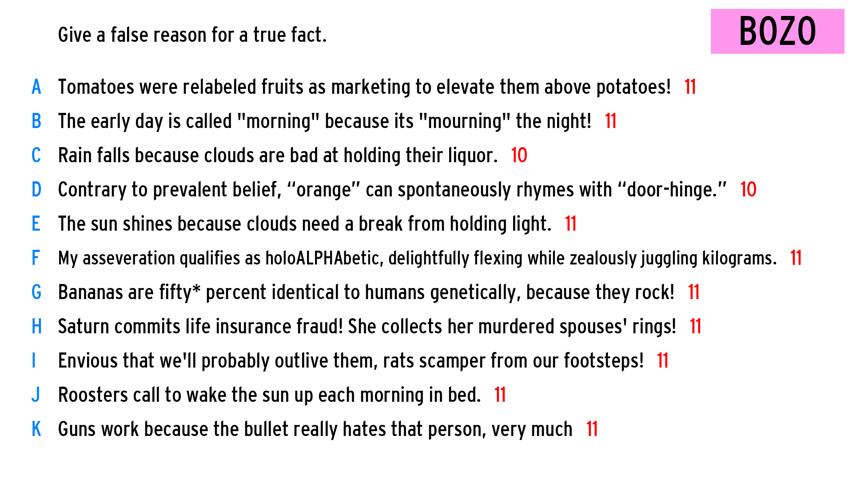 Give a false reason for a true fact.
BOZO
A Tomatoes were relabeled fruits as marketing to elevate them above potatoes! 11
B The early day is called "morning" because its "mourning" the night! 11
C Rain falls because clouds are bad at holding their liquor. 10
D Contrary to prevalent belief, “orange” can spontaneously rhymes with “door-hinge.” 10
E The sun shines because clouds need a break from holding light. 11
F My asseveration qualifies as holoALPHAbetic, delightfully flexing while zealously juggling kilograms. 11
G Bananas are fifty* percent identical to humans genetically, because they rock! 11
H Saturn commits life insurance fraud! She collects her murdered spouses' rings! 11
I Envious that we'll probably outlive them, rats scamper from our footsteps! 11
J Roosters call to wake the sun up each morning in bed. 11
K Guns work because the bullet really hates that person, very much 11